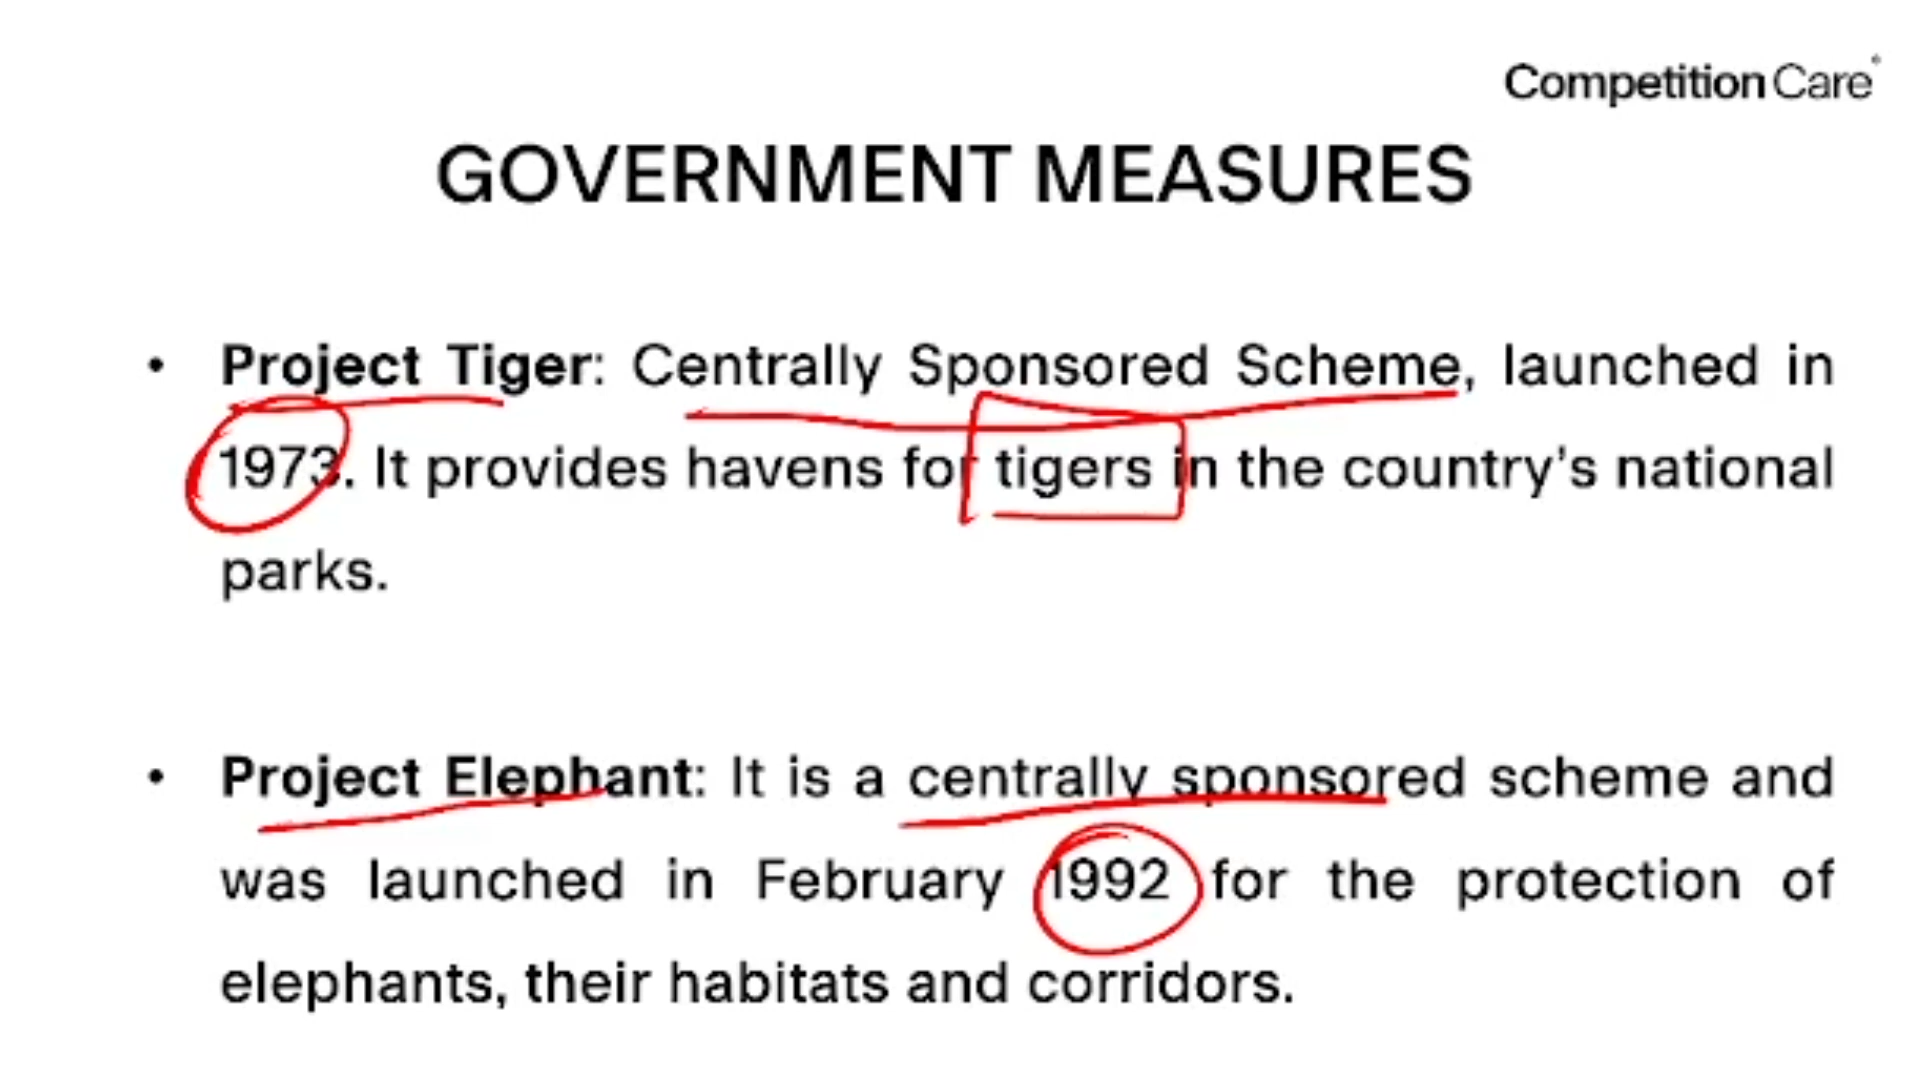 Competition Care
GOVERNMENT MEASURES
• Project Tiger: Centrally Sponsored Scheme, launched in
1973. It provides havens for tigers in the country's national
parks.
• Project Elephant: It is a centrally sponsored scheme and
was launched in February 1992 for the protection of
elephants, their habitats and corridors.